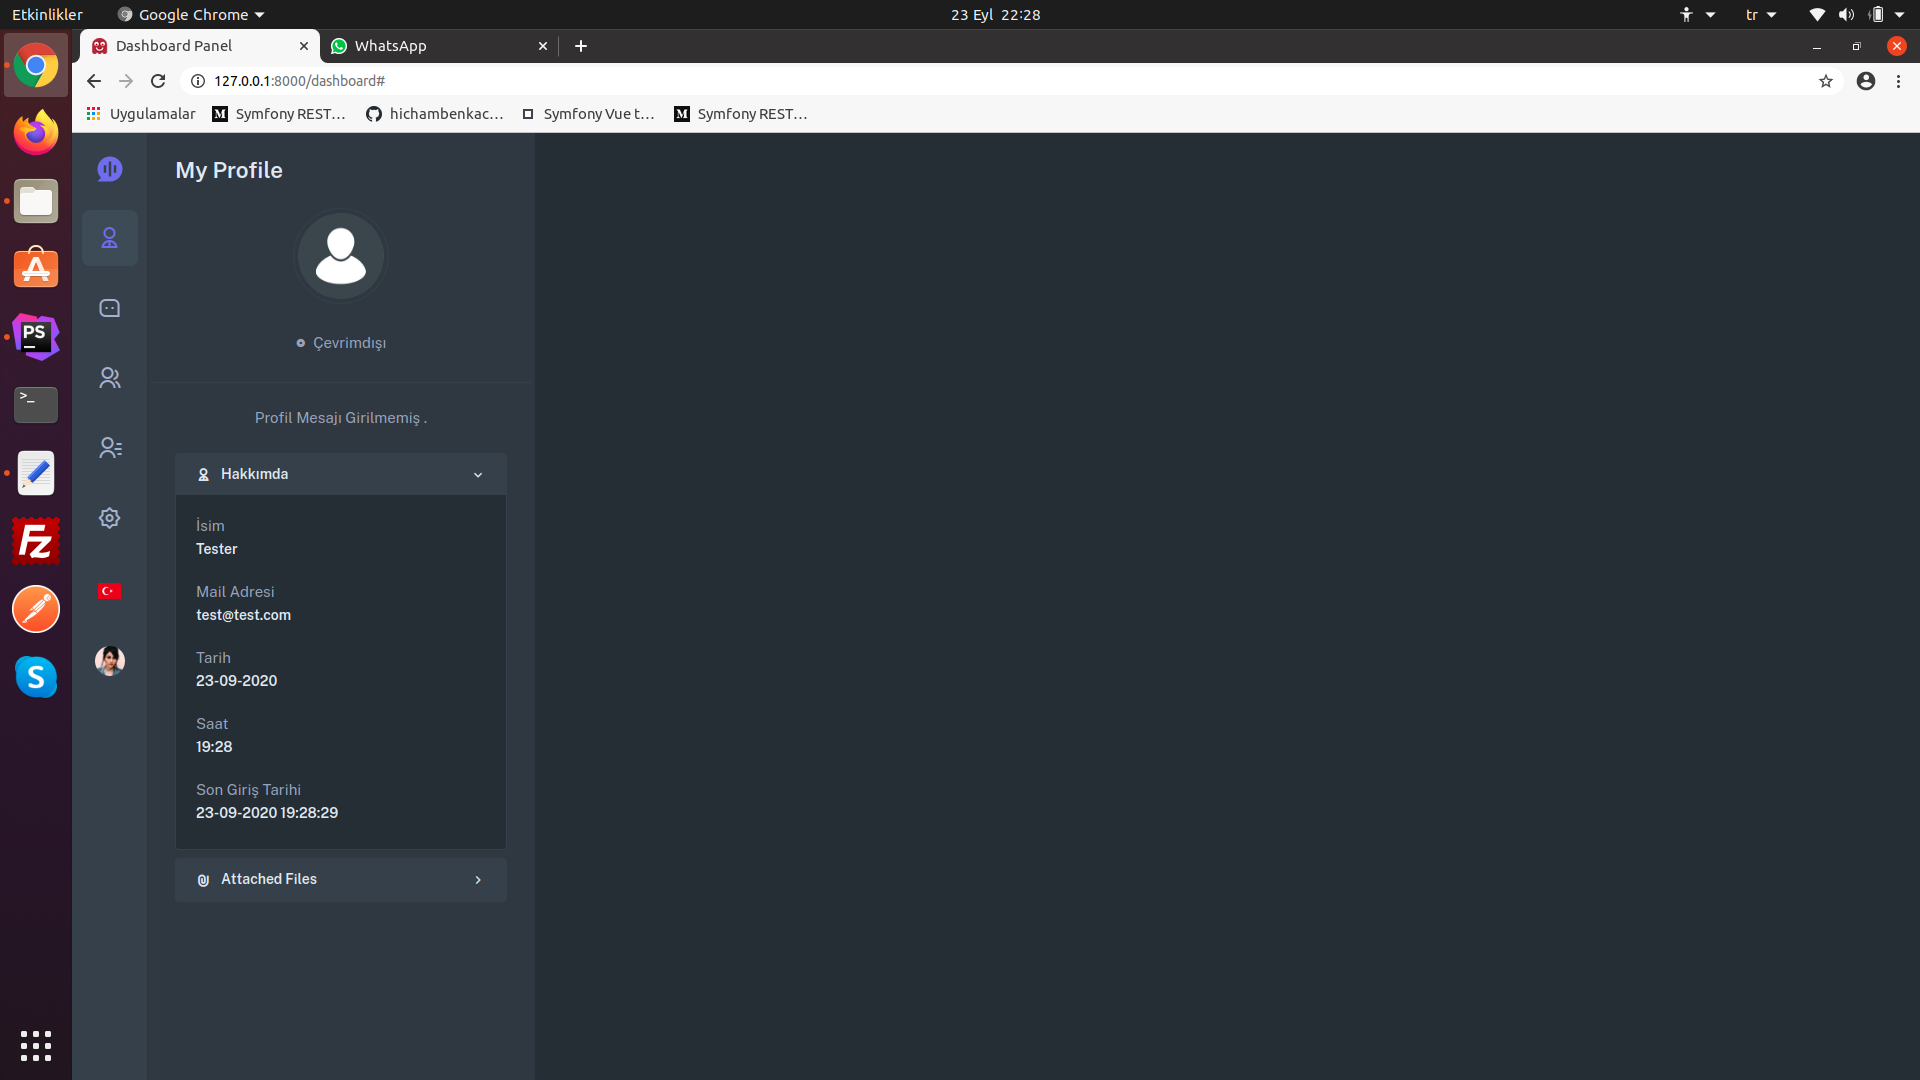 Etkinlikler
Google Chrome
23 Eyl 22:28
tr
Dashboard Panel
WhatsApp
127.0.0.1:8000/dashboard#
Uygulamalar
M Symfony REST...
hichambenkac...
Symfony Vue t...
M Symfony REST...
My Profile
Çevrimdışı
Profil Mesajı Girilmemiş .
Hakkımda
İsim
Tester
Mail Adresi
test@test.com
Tarih
23-09-2020
Saat
19:28
Son Giriş Tarihi
23-09-2020 19:28:29
Attached Files
A
PS
>_
Fz
S